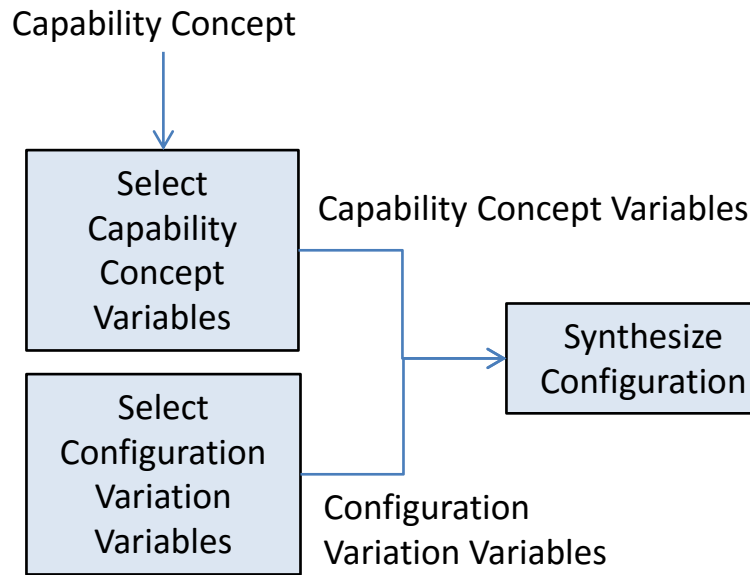 Capability Concept
Select
Capability
Concept
Variables
Capability Concept Variables
Synthesize
Configuration
Select
Configuration
Variation
Variables
Configuration
Variation Variables